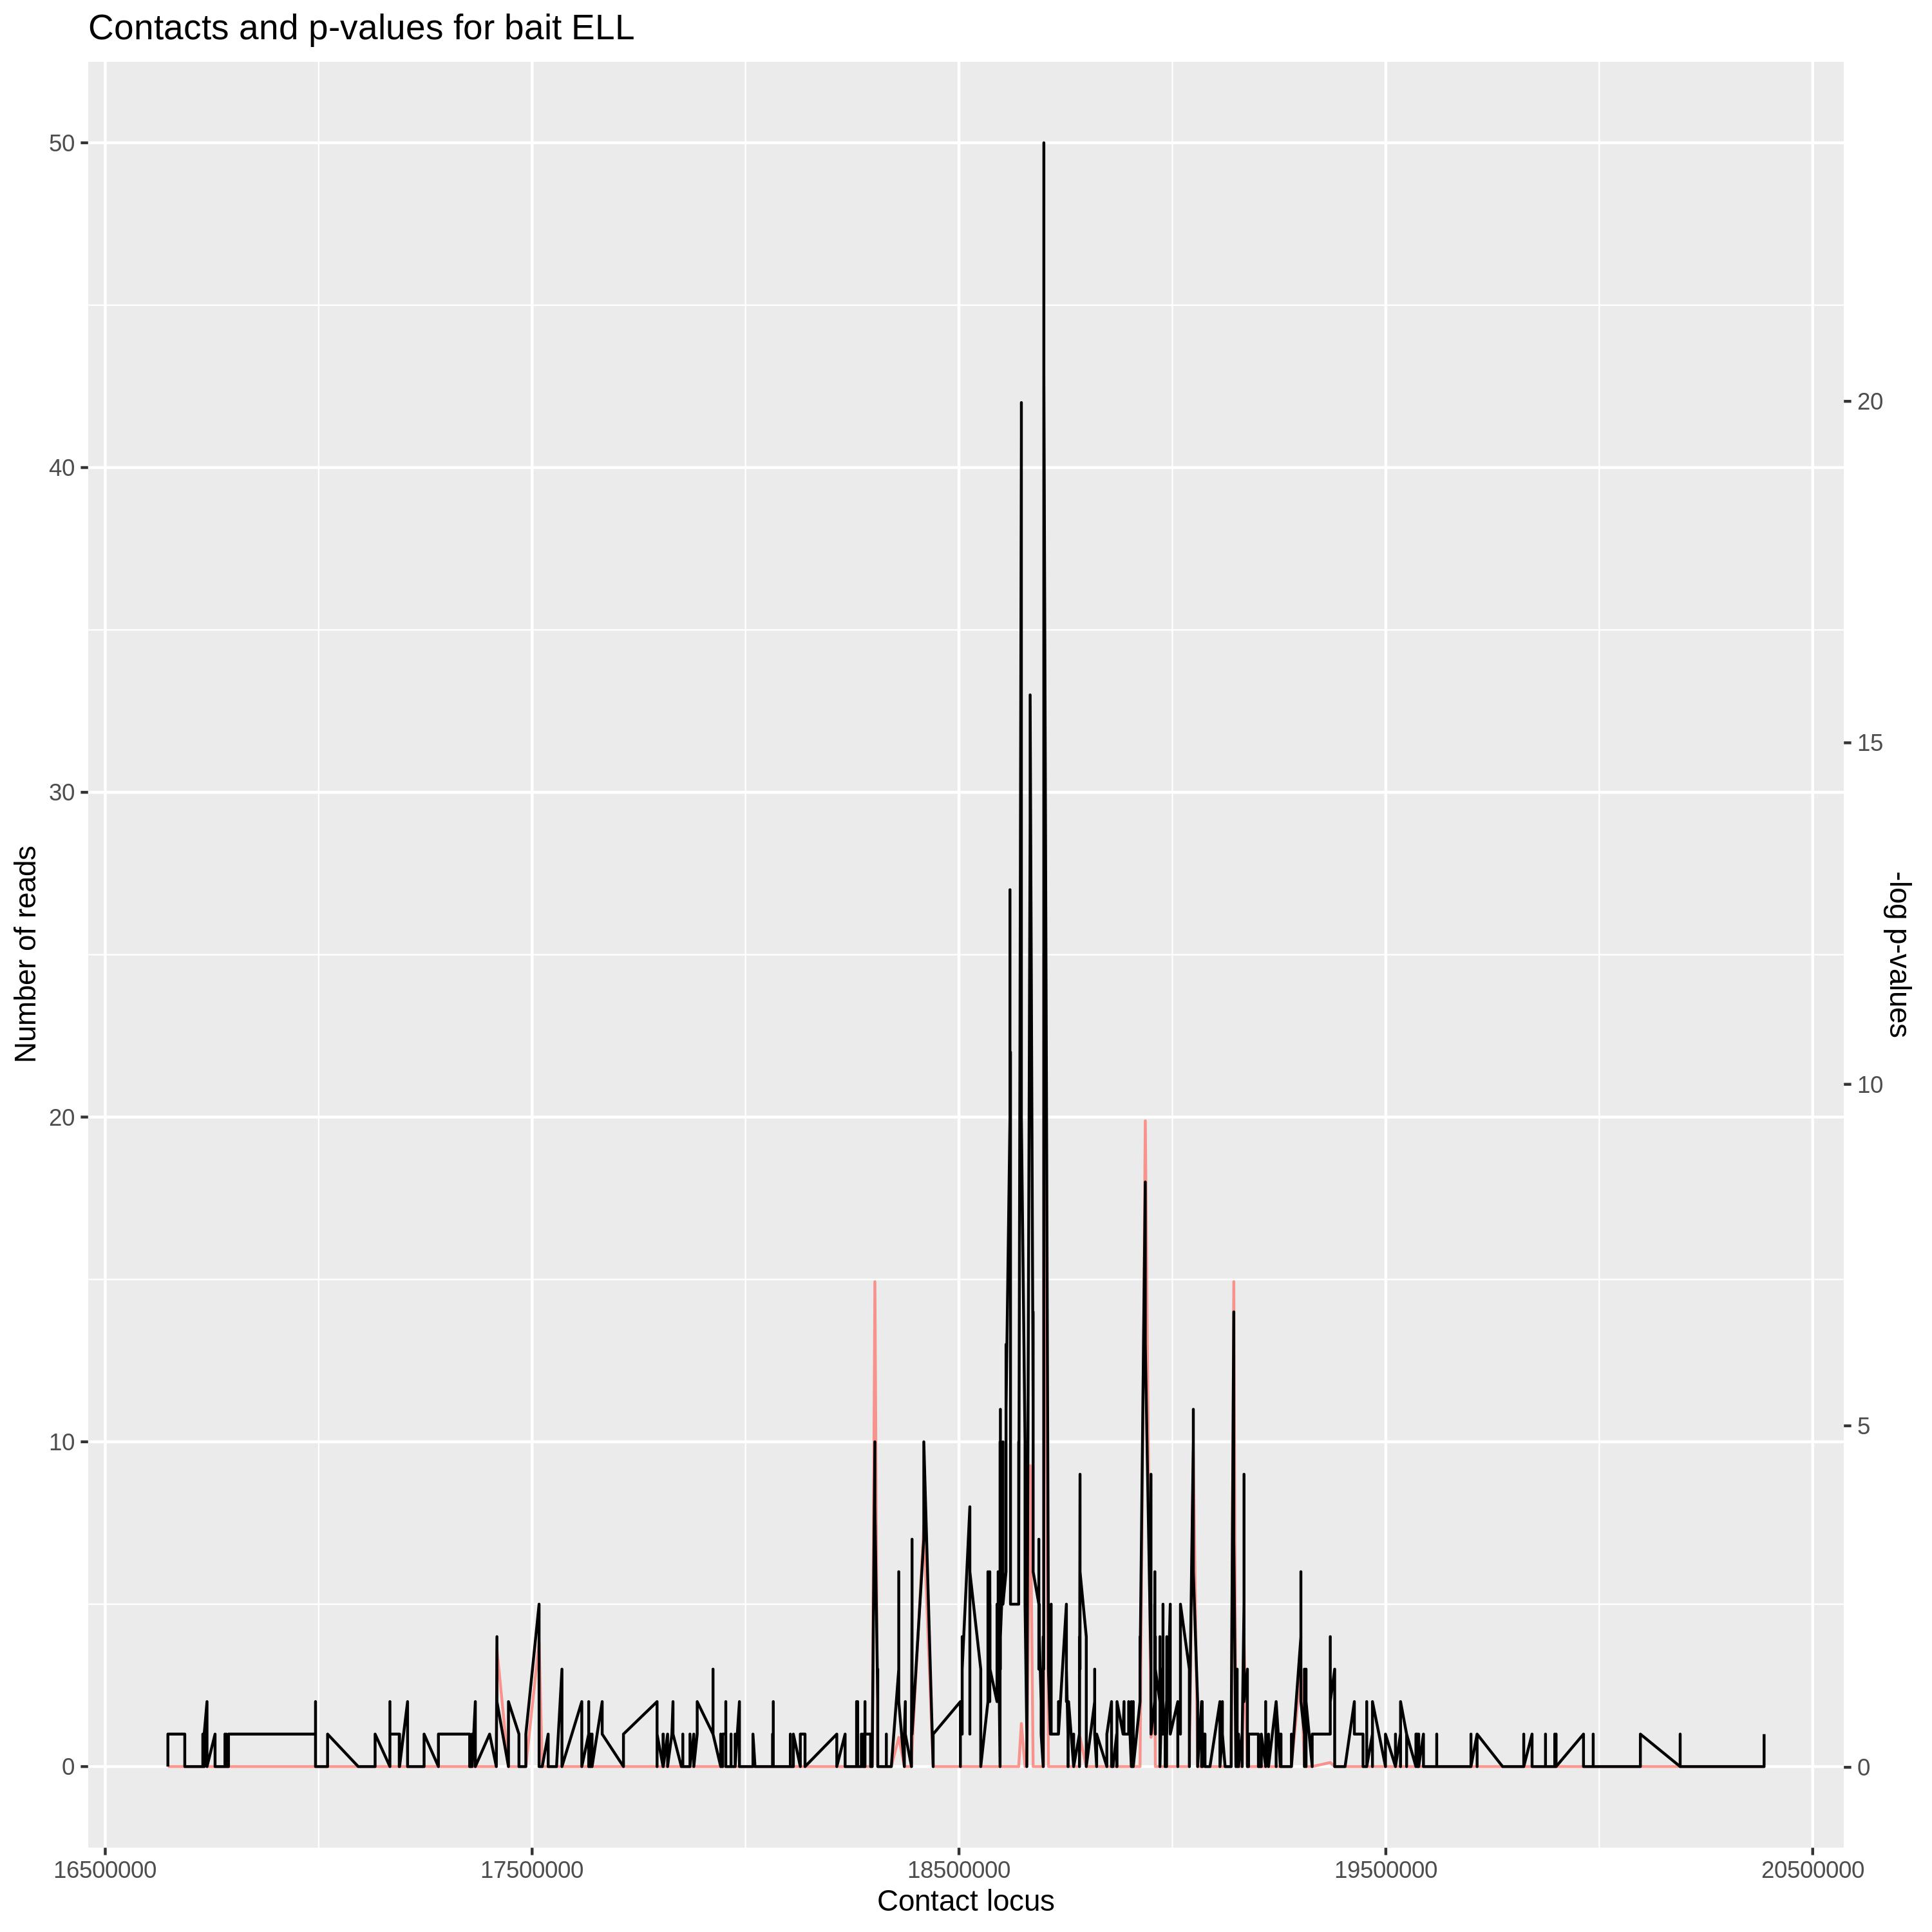 Contacts and p-values for bait ELL
50
40
30
20
10
0
Number of reads
20
15
10
5
0
-log p-values
16500000 17500000 18500000 19500000 20500000
Contact locus